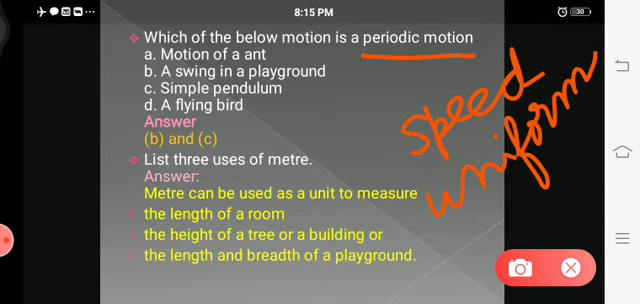 8:15 PM
30
Which of the below motion is a periodic motion
a. Motion of a ant
b. A swing in a playground
c. Simple pendulum
d. A flying bird
Answer
(b) and (c)
List three uses of metre.
Answer:
Metre can be used as a unit to measure
the length of a room
the height of a tree or a building or
the length and breadth of a playground.
speed
uniform